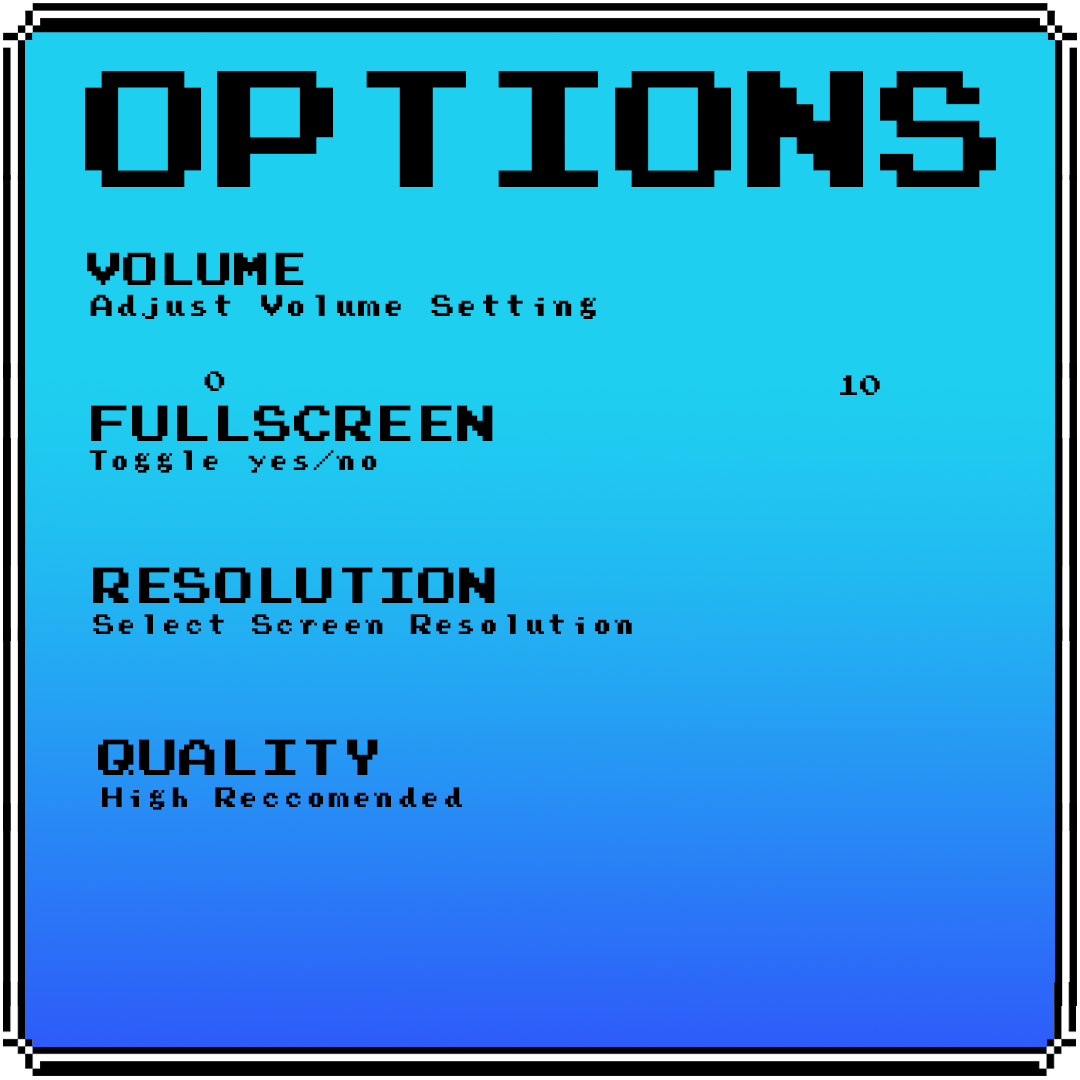 OPTIONS
VOLUME
Adjust Volume Setting
0 10
FULLSCREEN
Toggle yes/no
RESOLUTION
Select Screen Resolution
QUALITY
High Reccomended